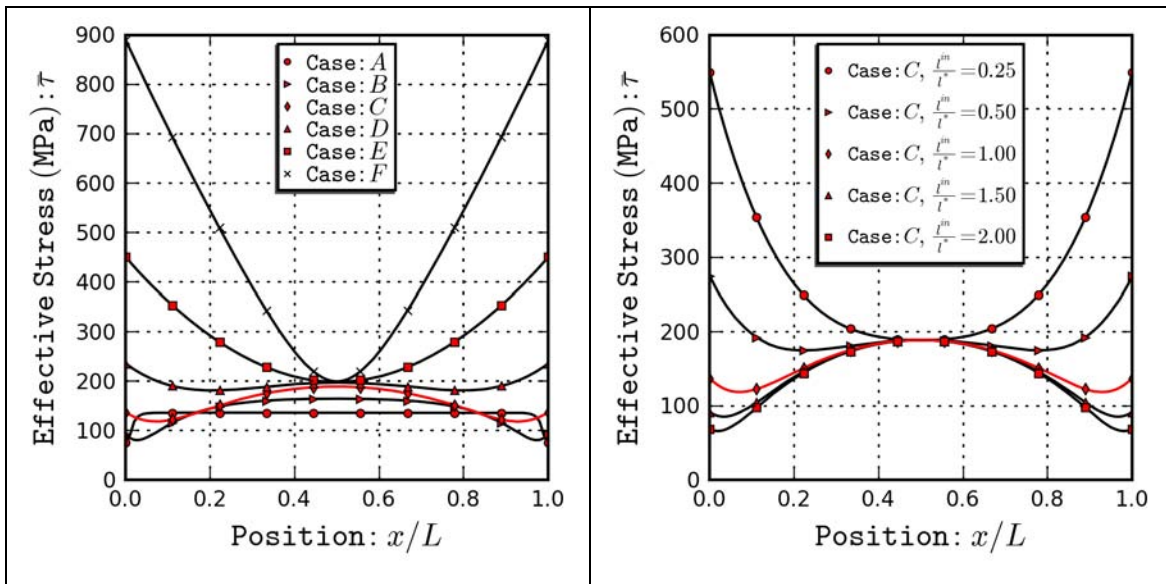 Effective Stress (MPa): τ̄
900
800
700
600
500
400
300
200
100
0
Case: A
Case: B
Case: C
Case: D
Case: E
Case: F
0.0 0.2 0.4 0.6 0.8 1.0
Position: x/L
Effective Stress (MPa): τ̄
600
500
400
300
200
100
0
Case: C, l^{in}/l^* = 0.25
Case: C, l^{in}/l^* = 0.50
Case: C, l^{in}/l^* = 1.00
Case: C, l^{in}/l^* = 1.50
Case: C, l^{in}/l^* = 2.00
0.0 0.2 0.4 0.6 0.8 1.0
Position: x/L